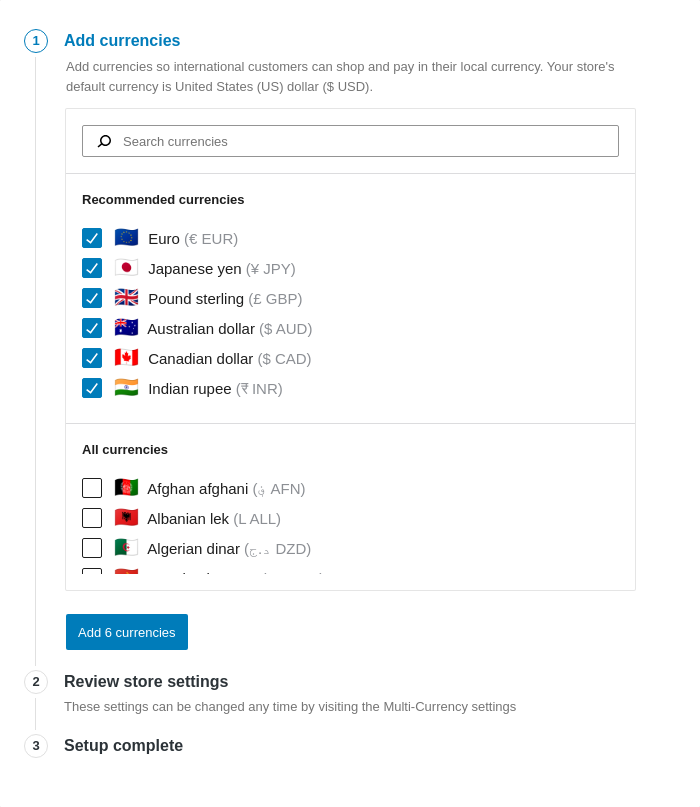 1 Add currencies
Add currencies so international customers can shop and pay in their local currency. Your store's
default currency is United States (US) dollar ($ USD).
Search currencies
Recommended currencies
Euro (€ EUR)
Japanese yen (¥ JPY)
Pound sterling (£ GBP)
Australian dollar ($ AUD)
Canadian dollar ($ CAD)
Indian rupee (₹ INR)
All currencies
Afghan afghani (؋ AFN)
Albanian lek (L ALL)
Algerian dinar (د.ج DZD)
Add 6 currencies
2 Review store settings
These settings can be changed any time by visiting the Multi-Currency settings
3 Setup complete